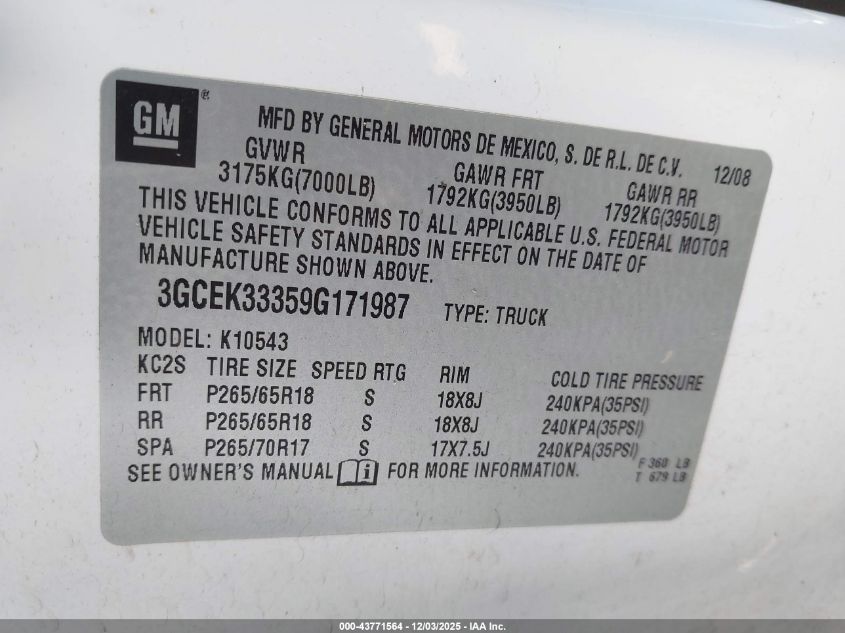 GM ®
MFD BY GENERAL MOTORS DE MEXICO, S. DE R.L. DE C.V. 12/08
GVWR GAWR FRT GAWR RR
3175KG(7000LB) 1792KG(3950LB) 1792KG(3950LB)
THIS VEHICLE CONFORMS TO ALL APPLICABLE U.S. FEDERAL MOTOR
VEHICLE SAFETY STANDARDS IN EFFECT ON THE DATE OF
MANUFACTURE SHOWN ABOVE.
3GCEK33359G171987 TYPE: TRUCK
MODEL: K10543
KC2S TIRE SIZE SPEED RTG RIM COLD TIRE PRESSURE
FRT P265/65R18 S 18X8J 240KPA(35PSI)
RR P265/65R18 S 18X8J 240KPA(35PSI)
SPA P265/70R17 S 17X7.5J 240KPA(35PSI)
SEE OWNER'S MANUAL i FOR MORE INFORMATION.
F 360 LB
T 679 LB
000-43771564 - 12/03/2025 - IAA Inc.